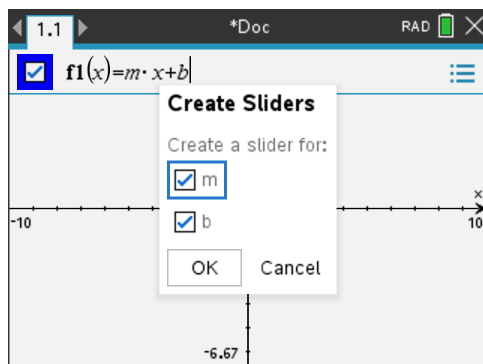 1.1 *Doc RAD
f1(x)=m·x+b
Create Sliders
Create a slider for:
m
b
OK Cancel
x
-10 10
-6.67